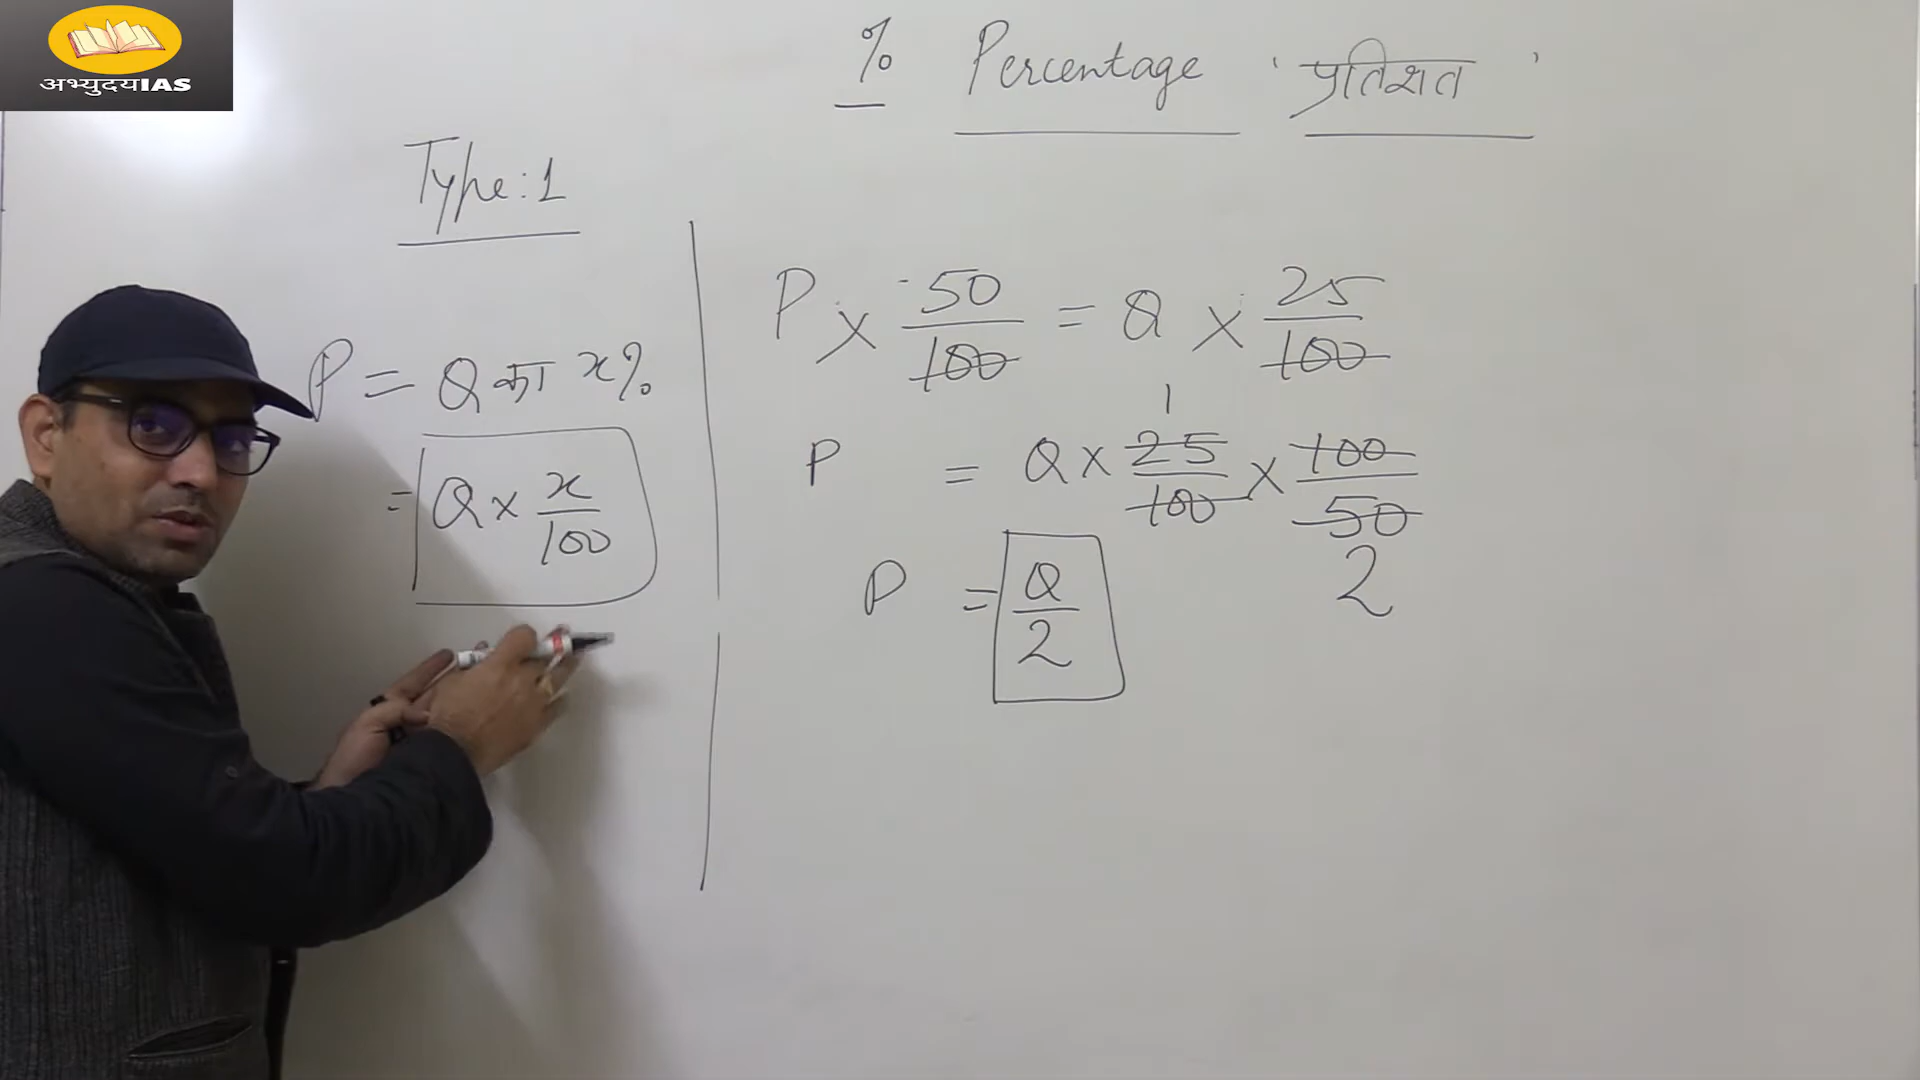 अभ्युदयIAS
% Percentage 'प्रतिशत'
Type:1
P = Q का x%
= Q × x/100
P × 50/100 = Q × 25/100
1
P = Q × 25/100 × 100/50
2
P = Q/2